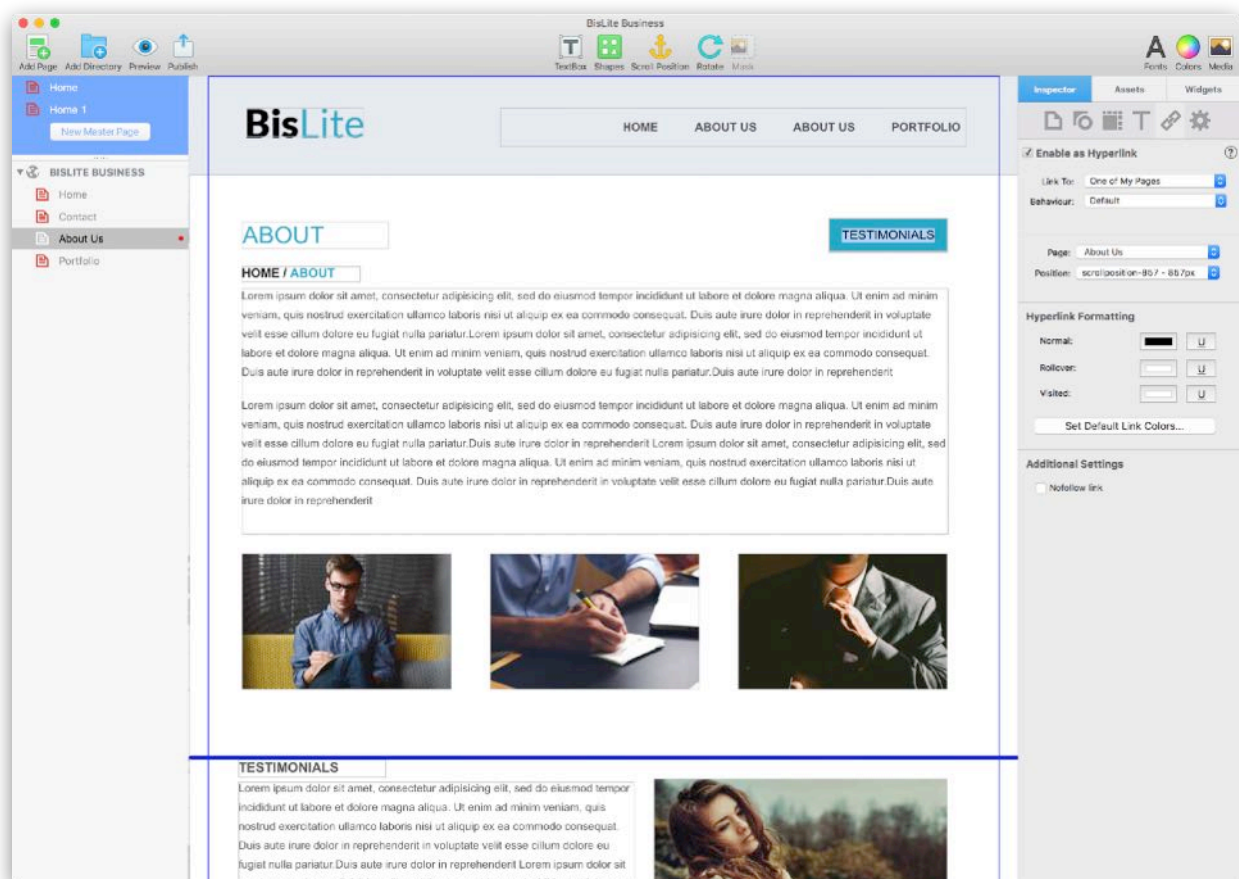 BisLite Business
Add Page Add Directory Preview Publish
TextBox Shapes Scroll Position Rotate Mask
Fonts Colors Media
Home
Home 1
New Master Page
BISLITE BUSINESS
Home
Contact
About Us
Portfolio
BisLite
HOME ABOUT US ABOUT US PORTFOLIO
ABOUT
TESTIMONIALS
HOME / ABOUT
Lorem ipsum dolor sit amet, consectetur adipisicing elit, sed do eiusmod tempor incididunt ut labore et dolore magna aliqua. Ut enim ad minim
veniam, quis nostrud exercitation ullamco laboris nisi ut aliquip ex ea commodo consequat. Duis aute irure dolor in reprehenderit in voluptate
velit esse cillum dolore eu fugiat nulla pariatur.Lorem ipsum dolor sit amet, consectetur adipisicing elit, sed do eiusmod tempor incididunt ut
labore et dolore magna aliqua. Ut enim ad minim veniam, quis nostrud exercitation ullamco laboris nisi ut aliquip ex ea commodo consequat.
Duis aute irure dolor in reprehenderit in voluptate velit esse cillum dolore eu fugiat nulla pariatur.Duis aute irure dolor in reprehenderit
Lorem ipsum dolor sit amet, consectetur adipisicing elit, sed do eiusmod tempor incididunt ut labore et dolore magna aliqua. Ut enim ad minim
veniam, quis nostrud exercitation ullamco laboris nisi ut aliquip ex ea commodo consequat. Duis aute irure dolor in reprehenderit in voluptate
velit esse cillum dolore eu fugiat nulla pariatur.Duis aute irure dolor in reprehenderit Lorem ipsum dolor sit amet, consectetur adipisicing elit, sed
do eiusmod tempor incididunt ut labore et dolore magna aliqua. Ut enim ad minim veniam, quis nostrud exercitation ullamco laboris nisi ut
aliquip ex ea commodo consequat. Duis aute irure dolor in reprehenderit in voluptate velit esse cillum dolore eu fugiat nulla pariatur.Duis aute
irure dolor in reprehenderit
TESTIMONIALS
Lorem ipsum dolor sit amet, consectetur adipisicing elit, sed do eiusmod tempor
incididunt ut labore et dolore magna aliqua. Ut enim ad minim veniam, quis
nostrud exercitation ullamco laboris nisi ut aliquip ex ea commodo consequat.
Duis aute irure dolor in reprehenderit in voluptate velit esse cillum dolore eu
fugiat nulla pariatur.Duis aute irure dolor in reprehenderit Lorem ipsum dolor sit
Inspector Assets Widgets
T
Enable as Hyperlink ?
Link To: One of My Pages
Behaviour: Default
Page: About Us
Position: scrollposition-857 - 857px
Hyperlink Formatting
Normal: U
Rollover: U
Visited: U
Set Default Link Colors...
Additional Settings
Nofollow link